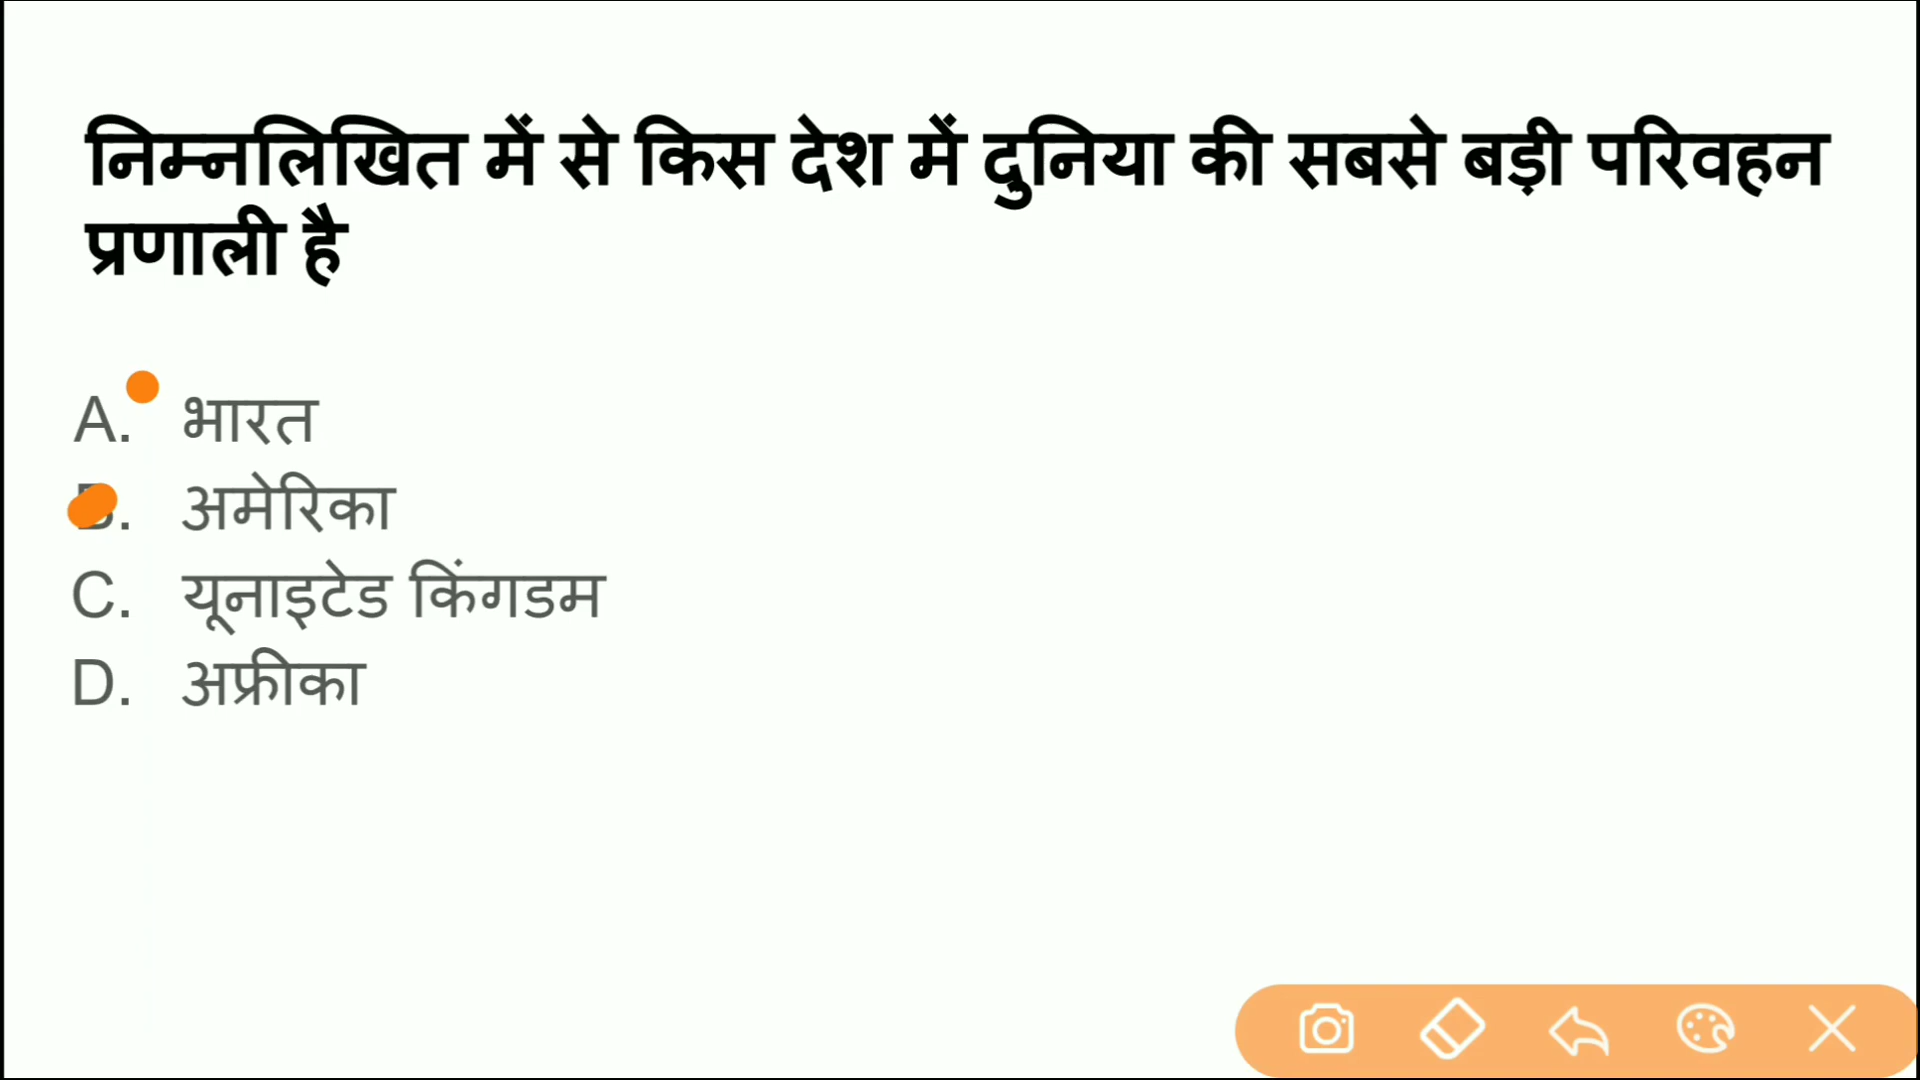 निम्नलिखित में से किस देश में दुनिया की सबसे बड़ी परिवहन
प्रणाली है
A. भारत
B. अमेरिका
C. यूनाइटेड किंगडम
D. अफ्रीका